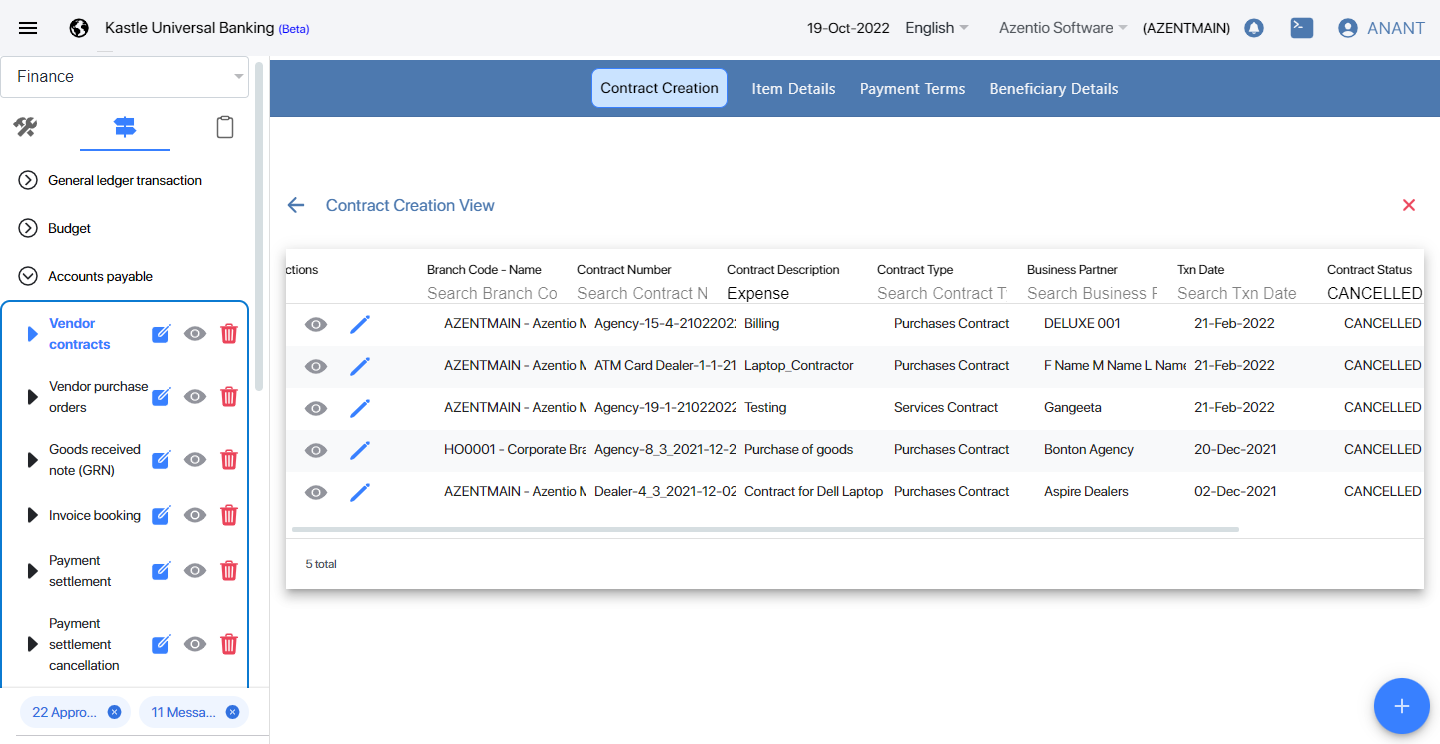 Kastle Universal Banking (Beta)
19-Oct-2022 English Azentio Software (AZENTMAIN) ANANT
Finance
Contract Creation Item Details Payment Terms Beneficiary Details
General ledger transaction
Budget
Accounts payable
Vendor
contracts
Vendor purchase
orders
Goods received
note (GRN)
Invoice booking
Payment
settlement
Payment
settlement
cancellation
22 Appro... 11 Messa...
Contract Creation View
ctions Branch Code - Name Contract Number Contract Description Contract Type Business Partner Txn Date Contract Status
Search Branch Co Search Contract N Expense Search Contract T Search Business P Search Txn Date CANCELLED
AZENTMAIN - Azentio M Agency-15-4-21022022 Billing Purchases Contract DELUXE 001 21-Feb-2022 CANCELLED
AZENTMAIN - Azentio M ATM Card Dealer-1-1-21 Laptop_Contractor Purchases Contract F Name M Name L Name 21-Feb-2022 CANCELLED
AZENTMAIN - Azentio M Agency-19-1-21022022 Testing Services Contract Gangeeta 21-Feb-2022 CANCELLED
HO0001 - Corporate Bra Agency-8_3_2021-12-2 Purchase of goods Purchases Contract Bonton Agency 20-Dec-2021 CANCELLED
AZENTMAIN - Azentio M Dealer-4_3_2021-12-02 Contract for Dell Laptop Purchases Contract Aspire Dealers 02-Dec-2021 CANCELLED
5 total